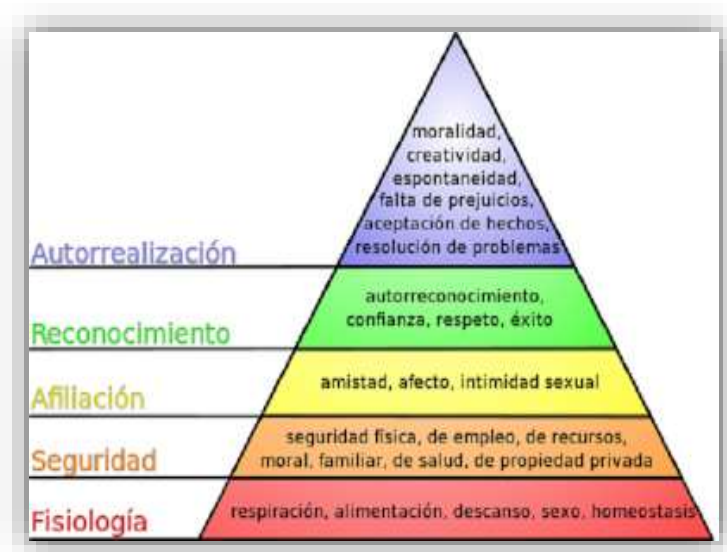 moralidad,
creatividad,
espontaneidad,
falta de prejuicios,
aceptación de hechos,
resolución de problemas
Autorrealización
autorreconocimiento,
confianza, respeto, éxito
Reconocimiento
amistad, afecto, intimidad sexual
Afiliación
seguridad física, de empleo, de recursos,
moral, familiar, de salud, de propiedad privada
Seguridad
respiración, alimentación, descanso, sexo, homeostasis
Fisiología